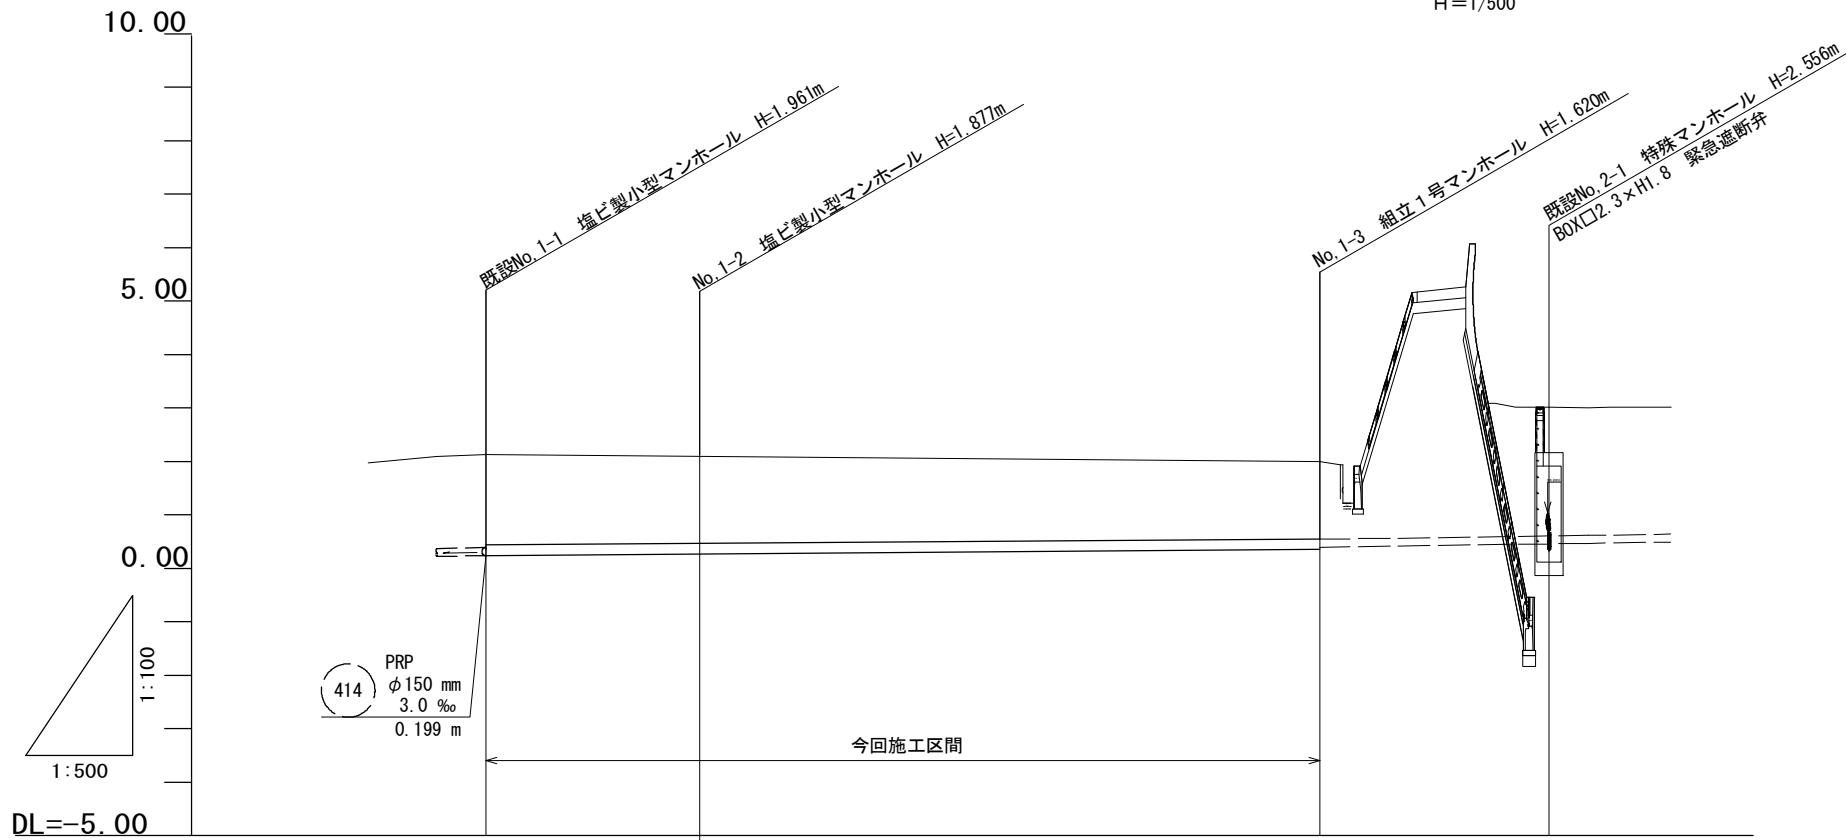 H=1/500
10.00
既設No.1-1　塩ビ製小型マンホール　H=1.961m
No.1-2　塩ビ製小型マンホール　H=1.877m
No.1-3　組立１号マンホール　H=1.620m
既設No.2-1　特殊マンホール　H=2.556m
BOX口2.3×H1.8　緊急遮断弁
5.00
0.00
1:100
1:500
414
PRP
φ150 mm
3.0 ‰
0.199 m
今回施工区間
DL=-5.00